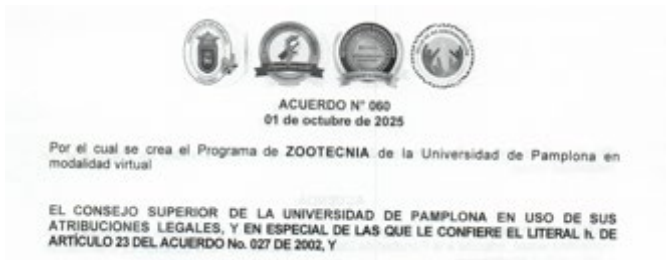 ACUERDO N° 060
01 de octubre de 2025
Por el cual se crea el Programa de ZOOTECNIA de la Universidad de Pamplona en
modalidad virtual
EL CONSEJO SUPERIOR DE LA UNIVERSIDAD DE PAMPLONA EN USO DE SUS
ATRIBUCIONES LEGALES, Y EN ESPECIAL DE LAS QUE LE CONFIERE EL LITERAL h. DE
ARTÍCULO 23 DEL ACUERDO No. 027 DE 2002, Y